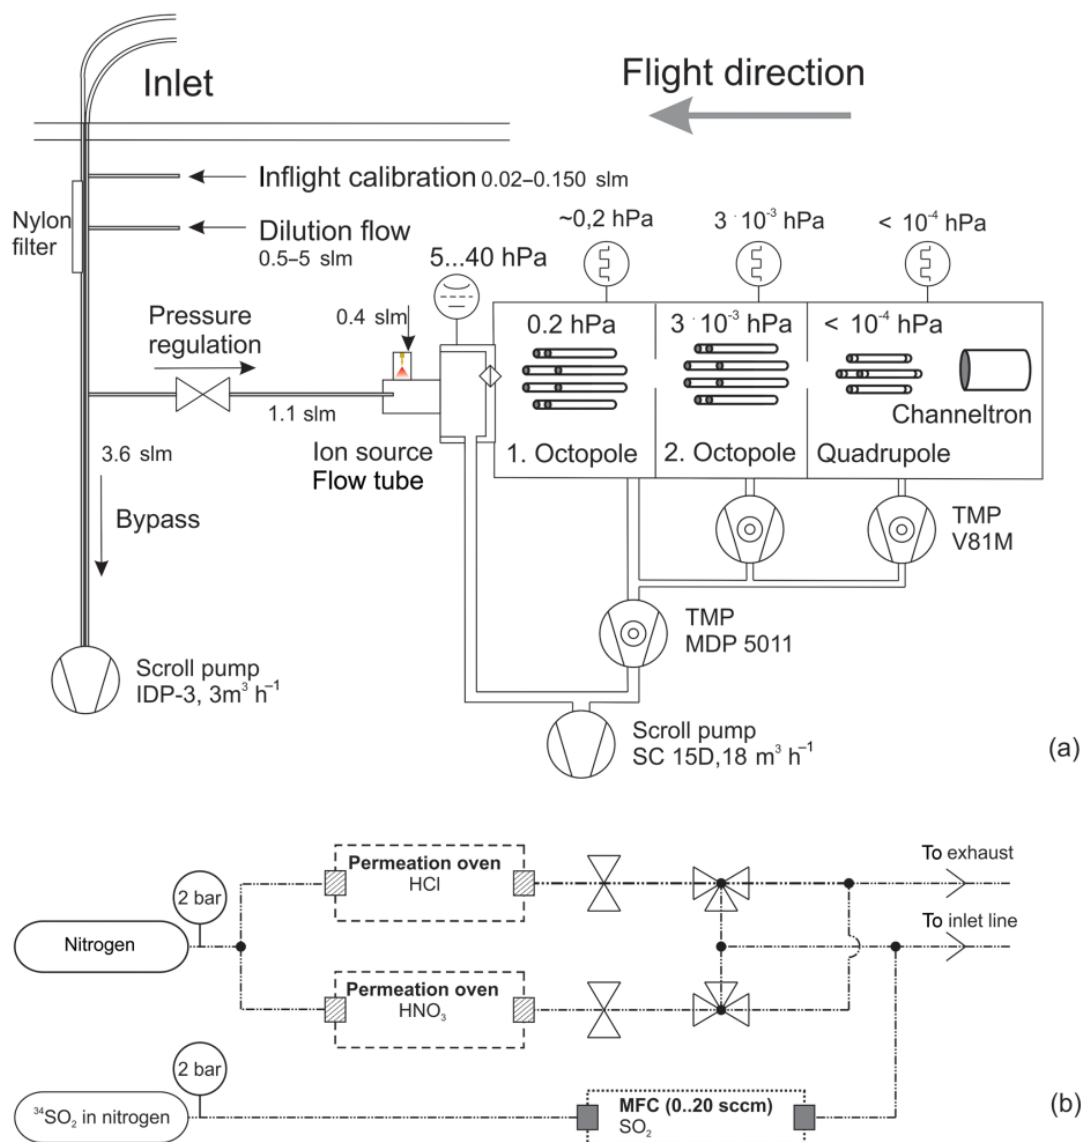 Inlet
Flight direction
Inflight calibration 0.02–0.150 slm
Nylon
filter
Dilution flow
0.5–5 slm
~0,2 hPa
3 · 10⁻³ hPa
< 10⁻⁴ hPa
5...40 hPa
Pressure
regulation
0.4 slm
0.2 hPa
3 · 10⁻³ hPa
< 10⁻⁴ hPa
1.1 slm
Channeltron
Ion source
Flow tube
1. Octopole
2. Octopole
Quadrupole
3.6 slm
Bypass
TMP
V81M
TMP
MDP 5011
Scroll pump
IDP-3, 3m³ h⁻¹
Scroll pump
SC 15D,18 m³ h⁻¹
(a)
Permeation oven
HCl
To exhaust
2 bar
Nitrogen
To inlet line
Permeation oven
HNO₃
2 bar
³⁴SO₂ in nitrogen
MFC (0..20 sccm)
SO₂
(b)